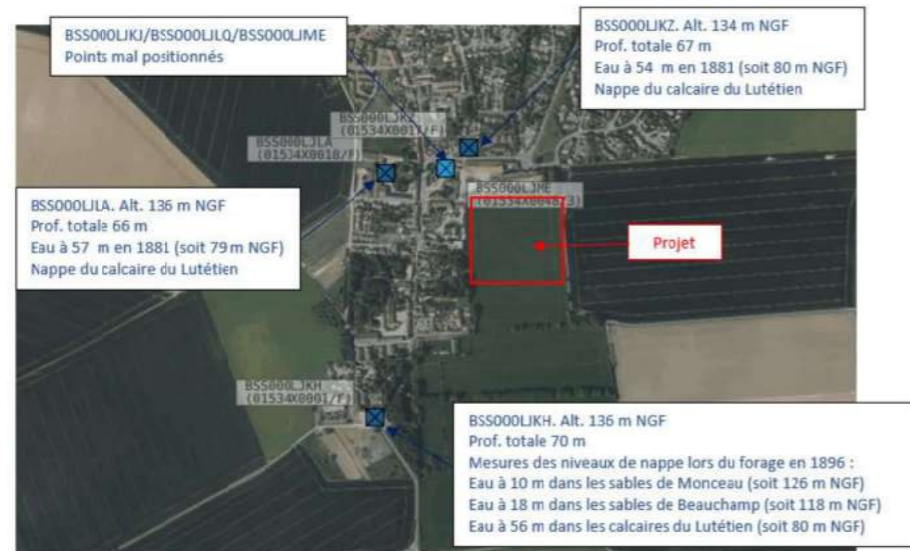 BSS000LJKJ/BSS000LJLQ/BSS000LJME
Points mal positionnés
BSS000LJKZ. Alt. 134 m NGF
Prof. totale 67 m
Eau à 54 m en 1881 (soit 80 m NGF)
Nappe du calcaire du Lutétien
BSS000LJKZ
(01534X0017/F)
BSS000LJLA
(01534X0018/F)
BSS000LJME
(01534X0048/3)
BSS000LJLA. Alt. 136 m NGF
Prof. totale 66 m
Eau à 57 m en 1881 (soit 79 m NGF)
Nappe du calcaire du Lutétien
Projet
BSS000LJKH
(01534X0001/F)
BSS000LJKH. Alt. 136 m NGF
Prof. totale 70 m
Mesures des niveaux de nappe lors du forage en 1896 :
Eau à 10 m dans les sables de Monceau (soit 126 m NGF)
Eau à 18 m dans les sables de Beauchamp (soit 118 m NGF)
Eau à 56 m dans les calcaires du Lutétien (soit 80 m NGF)